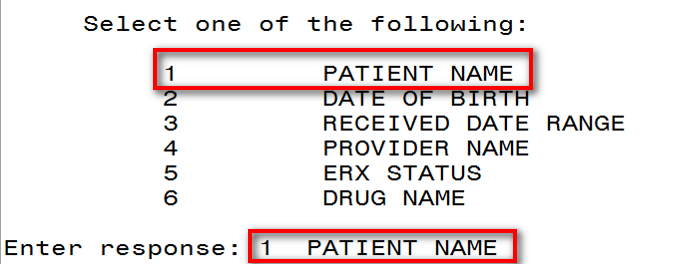 Select one of the following:
1 PATIENT NAME
2 DATE OF BIRTH
3 RECEIVED DATE RANGE
4 PROVIDER NAME
5 ERX STATUS
6 DRUG NAME
Enter response: 1 PATIENT NAME